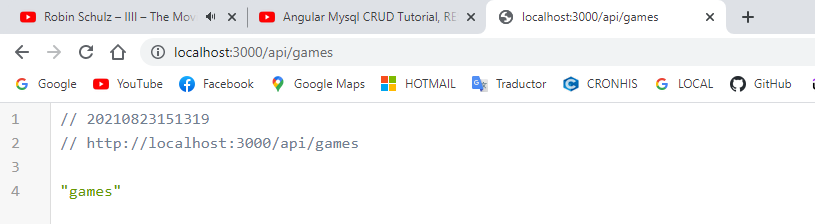 Robin Schulz – IIII – The Mov
Angular Mysql CRUD Tutorial, RE
localhost:3000/api/games
localhost:3000/api/games
Google
YouTube
Facebook
Google Maps
HOTMAIL
Traductor
CRONHIS
LOCAL
GitHub
1 // 20210823151319
2 // http://localhost:3000/api/games
3
4 "games"